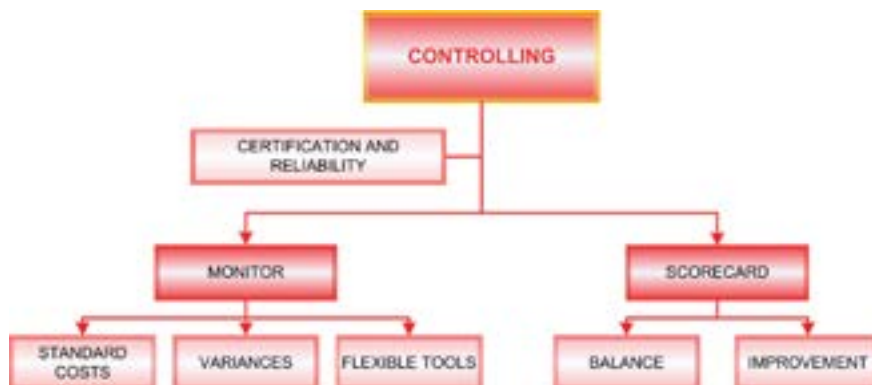 CONTROLLING
CERTIFICATION AND
RELIABILITY
MONITOR
SCORECARD
STANDARD
COSTS
VARIANCES
FLEXIBLE TOOLS
BALANCE
IMPROVEMENT